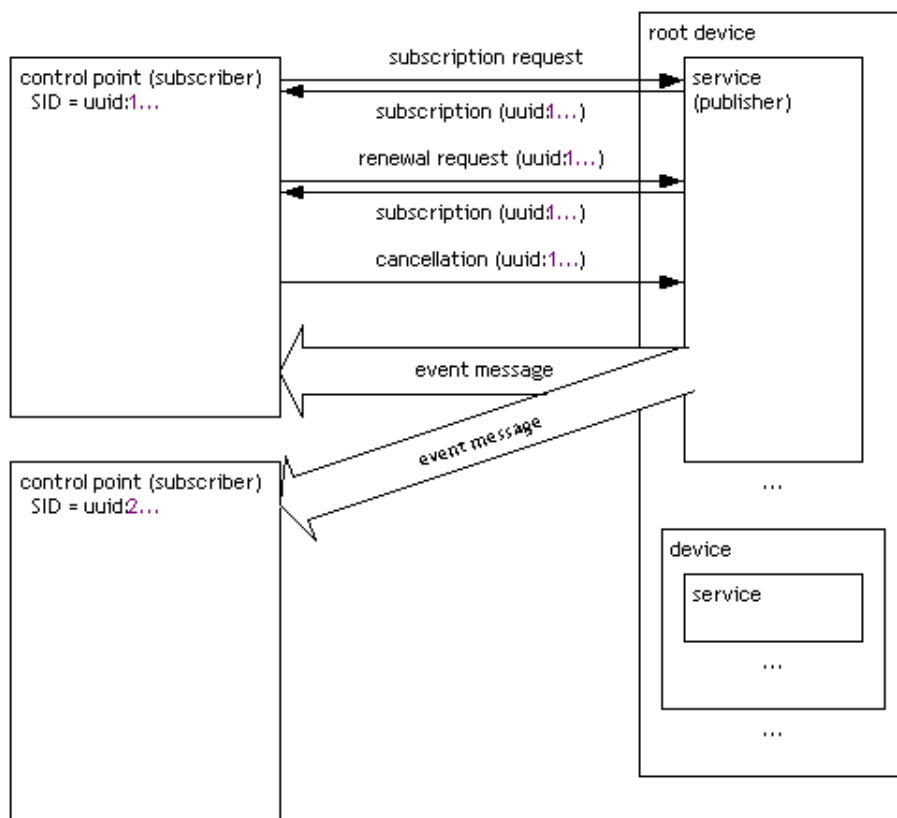 root device
subscription request
control point (subscriber)
SID = uuid:1...
service
(publisher)
subscription (uuid:1...)
renewal request (uuid:1...)
subscription (uuid:1...)
cancellation (uuid:1...)
event message
event message
control point (subscriber)
SID = uuid:2...
...
device
service
...
...